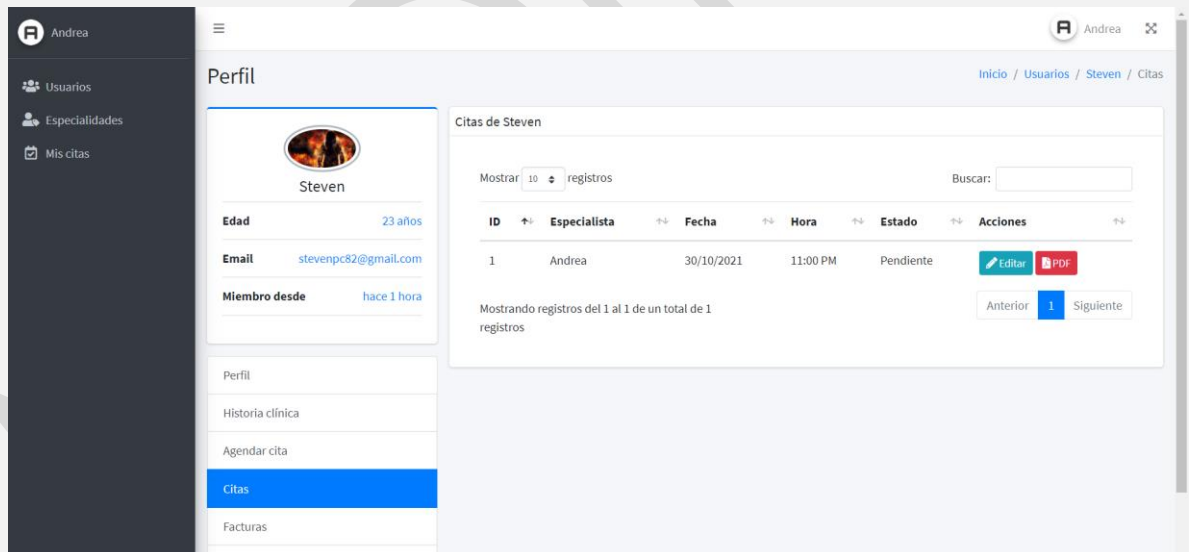 Andrea
Usuarios
Especialidades
Mis citas
Andrea
Perfil
Inicio / Usuarios / Steven / Citas
Steven
Edad 23 años
Email stevenpc82@gmail.com
Miembro desde hace 1 hora
Perfil
Historia clínica
Agendar cita
Citas
Facturas
Citas de Steven
Mostrar 10 registros
Buscar:
ID Especialista Fecha Hora Estado Acciones
1 Andrea 30/10/2021 11:00 PM Pendiente Editar PDF
Mostrando registros del 1 al 1 de un total de 1
registros
Anterior 1 Siguiente